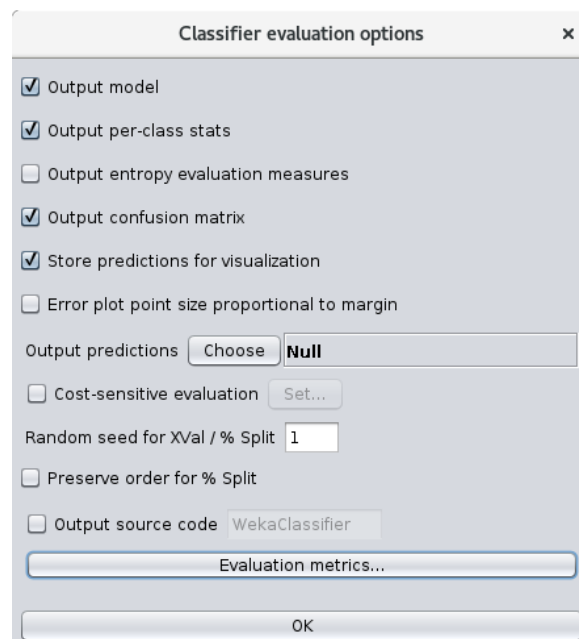 Classifier evaluation options ×
Output model
Output per-class stats
Output entropy evaluation measures
Output confusion matrix
Store predictions for visualization
Error plot point size proportional to margin
Output predictions Choose Null
Cost-sensitive evaluation Set...
Random seed for XVal / % Split 1
Preserve order for % Split
Output source code WekaClassifier
Evaluation metrics...
OK